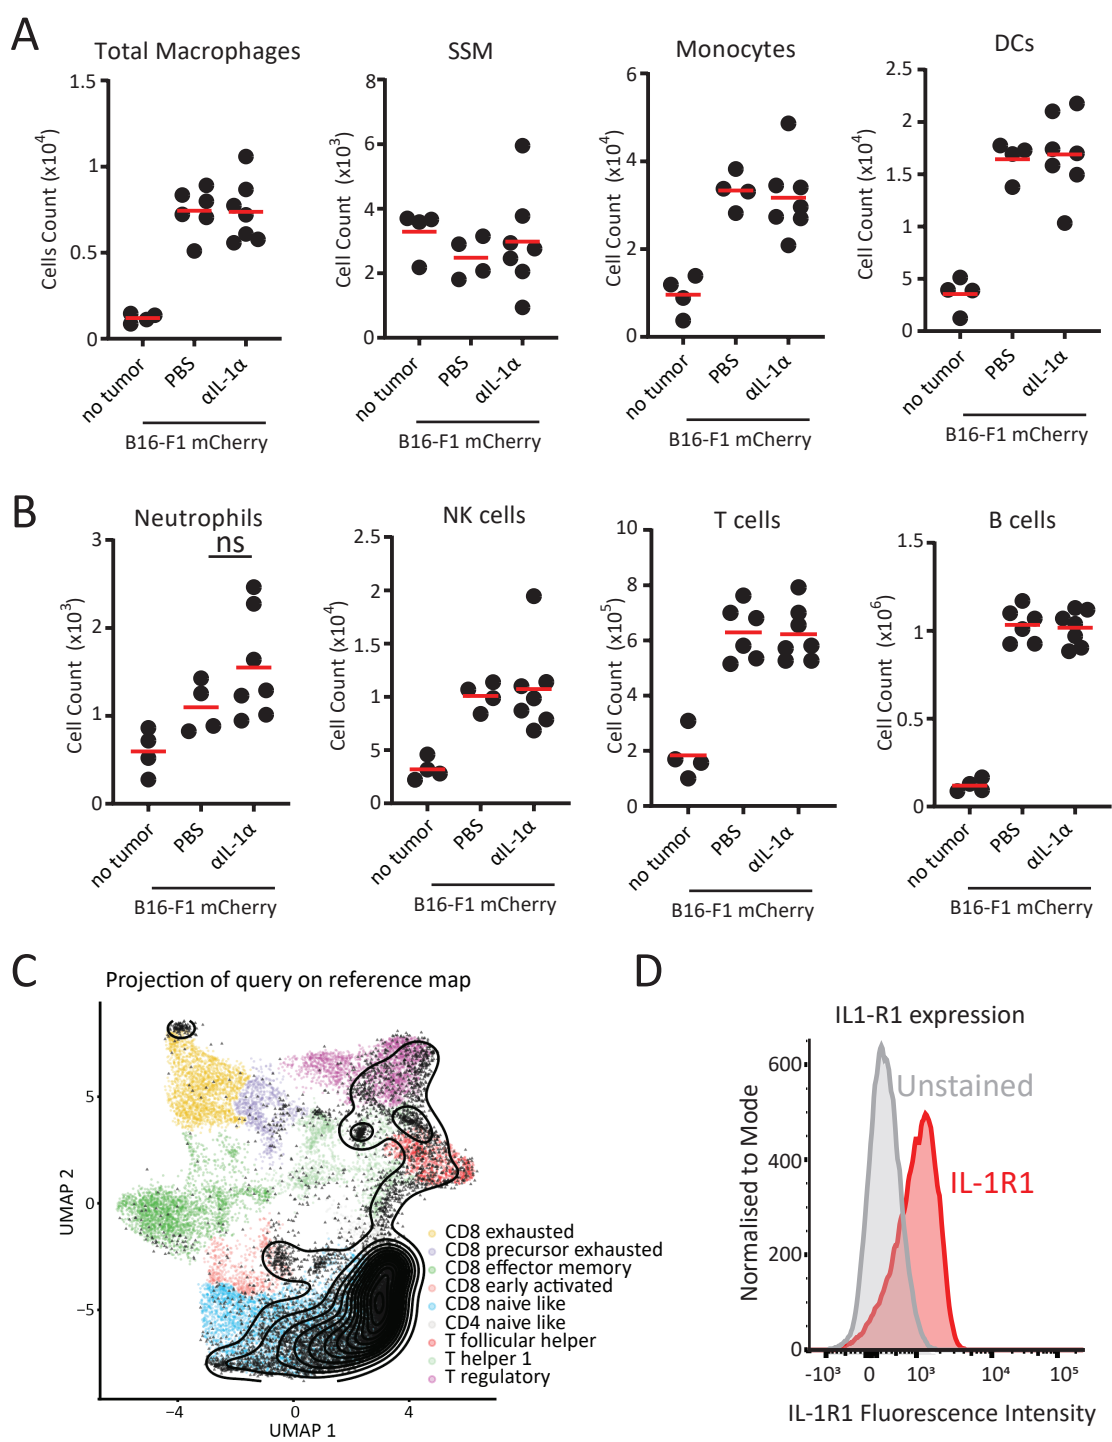 A
Total Macrophages
SSM
Monocytes
DCs
Cells Count (x10⁴)
1.5
1
0.5
0
no tumor
PBS
αIL-1α
B16-F1 mCherry
Cell Count (x10³)
8
6
4
2
0
no tumor
PBS
αIL-1α
B16-F1 mCherry
Cell Count (x10⁴)
6
4
2
0
no tumor
PBS
αIL-1α
B16-F1 mCherry
Cell Count (x10⁴)
2.5
2
1.5
1
5
0
no tumor
PBS
αIL-1α
B16-F1 mCherry
B
Neutrophils
NK cells
T cells
B cells
ns
Cell Count (x10³)
3
2
1
0
no tumor
PBS
αIL-1α
B16-F1 mCherry
Cell Count (x10⁴)
2.5
2
1.5
1
5
0
no tumor
PBS
αIL-1α
B16-F1 mCherry
Cell Count (x10⁵)
10
8
6
4
2
0
no tumor
PBS
αIL-1α
B16-F1 mCherry
Cell Count (x10⁶)
1.5
1
0.5
0
no tumor
PBS
αIL-1α
B16-F1 mCherry
C
Projection of query on reference map
UMAP 2
5
0
−5
−4
0
4
UMAP 1
CD8 exhausted
CD8 precursor exhausted
CD8 effector memory
CD8 early activated
CD8 naive like
CD4 naive like
T follicular helper
T helper 1
T regulatory
D
IL1-R1 expression
Unstained
IL-1R1
Normalised to Mode
600
400
200
0
-10³
0
10³
10⁴
10⁵
IL-1R1 Fluorescence Intensity